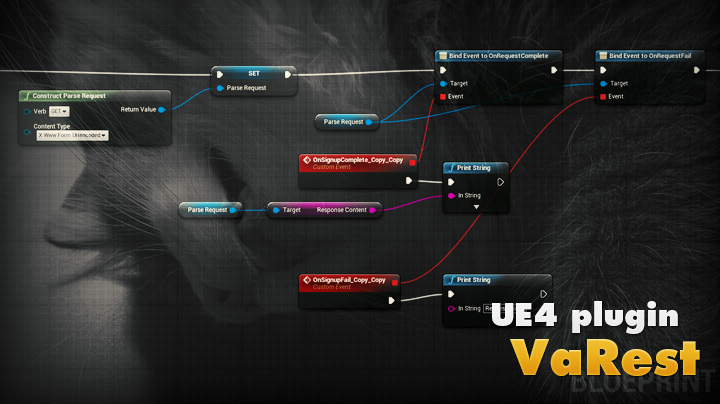 SET
Parse Request
Construct Parse Request
Verb GET
Return Value
Content Type
X Www Form Urlencoded
Bind Event to OnRequestComplete
Target
Event
Bind Event to OnRequestFail
Target
Event
Parse Request
OnSignupComplete_Copy_Copy
Custom Event
Print String
In String
Parse Request
Target Response Content
OnSignupFail_Copy_Copy
Custom Event
Print String
In String
UE4 plugin
VaRest
BLUEPRINT